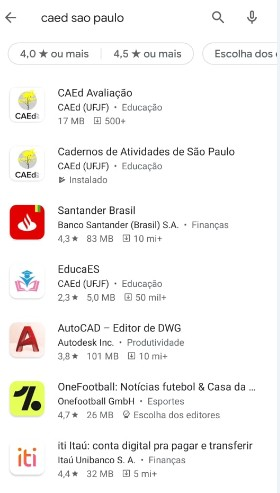 caed sao paulo
4,0 ★ ou mais
4,5 ★ ou mais
Escolha dos
CAEd
CAEd Avaliação
CAEd (UFJF) • Educação
17 MB 500+
CAEd
Cadernos de Atividades de São Paulo
CAEd (UFJF) • Educação
Instalado
Santander Brasil
Banco Santander (Brasil) S.A. • Finanças
4,3 ★ 83 MB 10 mi+
EducaES
CAEd (UFJF) • Educação
2,3 ★ 5,0 MB 50 mil+
A
AutoCAD – Editor de DWG
Autodesk Inc. • Produtividade
3,8 ★ 101 MB 10 mi+
OneFootball: Notícias futebol & Casa da ...
Onefootball GmbH • Esportes
4,7 ★ 26 MB Escolha dos editores
iti
iti Itaú: conta digital pra pagar e transferir
Itaú Unibanco S. A. • Finanças
4,4 ★ 32 MB 5 mi+